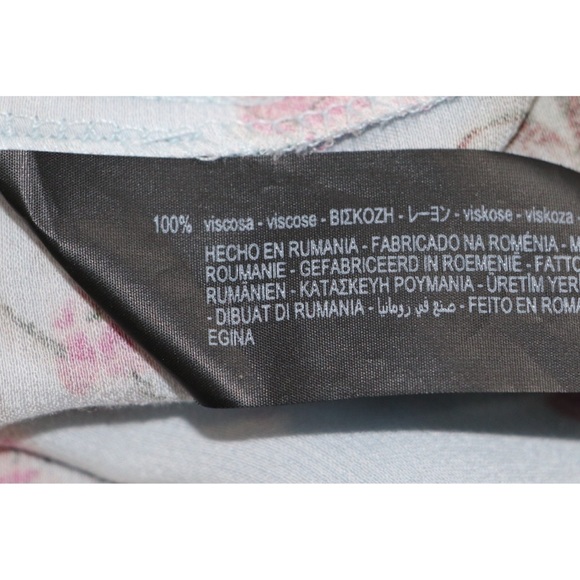 100% viscosa - viscose - ΒΙΣΚΟΖΗ - レーヨン - viskose - viskoza
HECHO EN RUMANIA - FABRICADO NA ROMÉNIA - M
ROUMANIE - GEFABRICEERD IN ROEMENIË - FATTO
RUMÄNIEN - ΚΑΤΑΣΚΕΥΗ ΡΟΥΜΑΝΙΑ - ÜRETİM YER
- DIBUAT DI RUMANIA - صنع في رومانيا - FEITO EN ROMA
EGINA